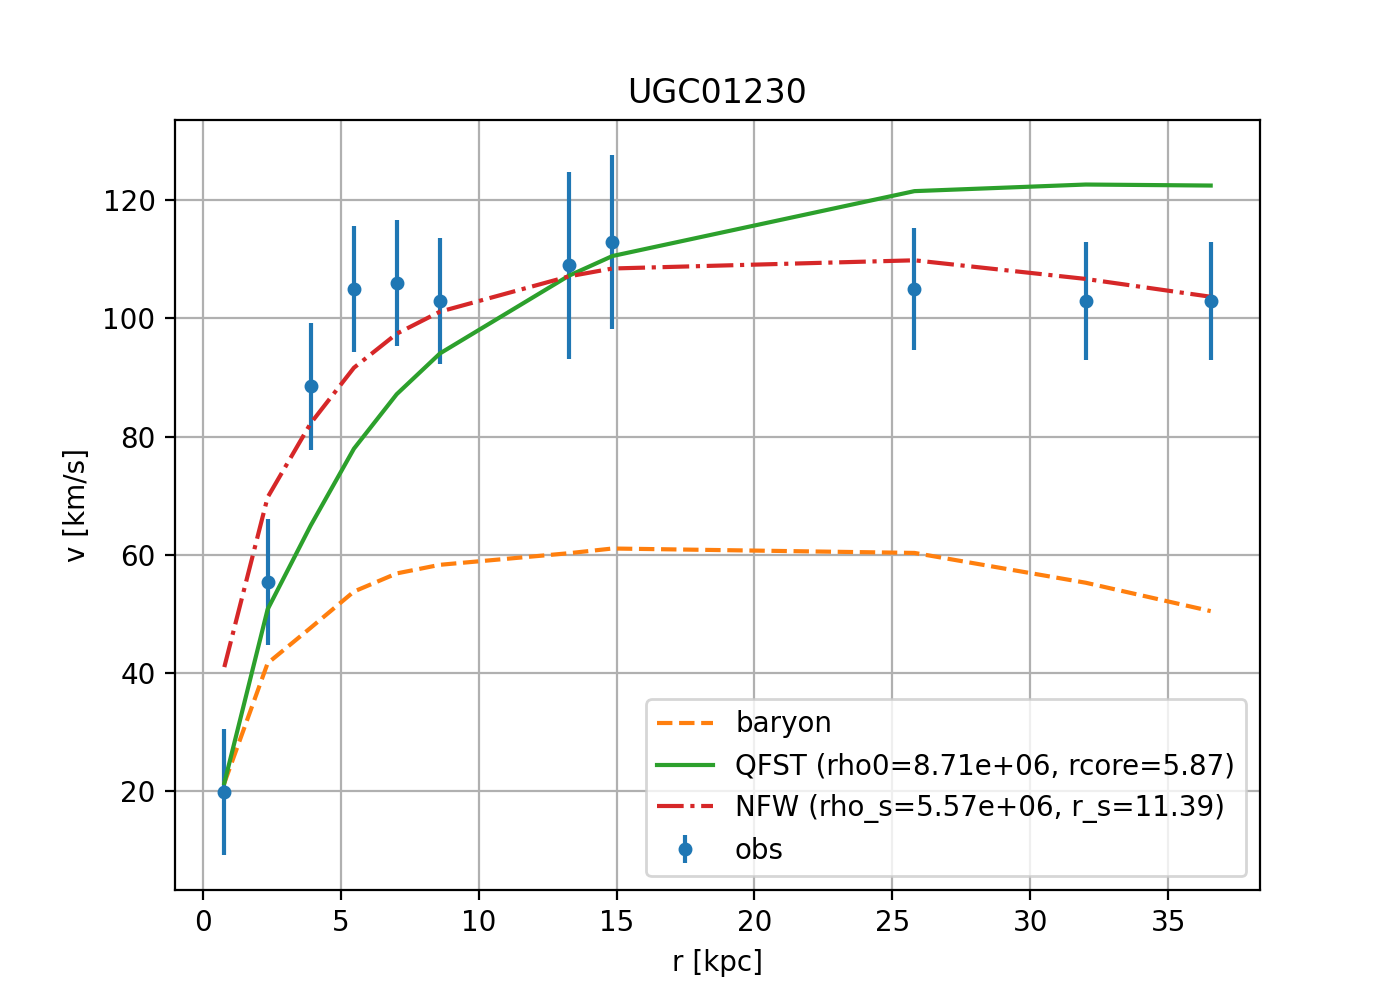 UGC01230
120
100
80
60
40
20
v [km/s]
baryon
QFST (rho0=8.71e+06, rcore=5.87)
NFW (rho_s=5.57e+06, r_s=11.39)
obs
0 5 10 15 20 25 30 35
r [kpc]